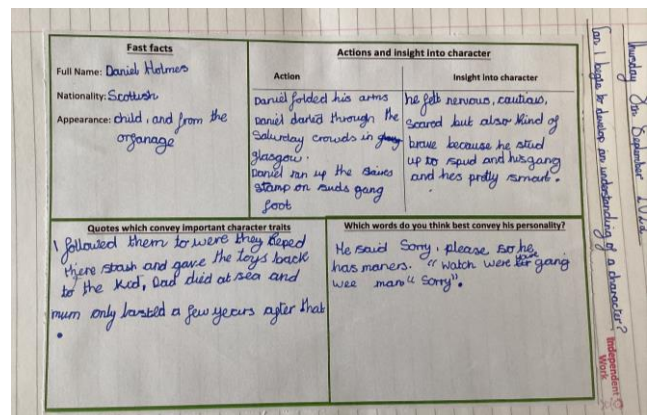 Thursday 8th September 2022
Can I begin to develop an understanding of a character?
Independent
Work
Fast facts
Full Name: Daniel Holmes
Nationality: Scottish
Appearance: child, and from the
organage
Actions and insight into character
Action
Daniel folded his arms
Daniel darted through the
Saturday crowds in
glasgow.
Daniel ran up the
stamp on suds gang
foot
Insight into character
he felt nervous, cautias,
scared but also kind of
brave because he stud
up to spud and his gang
and hes pretty smart.
Quotes which convey important character traits
I followed them to were they keped
there stash and gave the toys back
to the kid, Dad died at sea and
mum only lasted a few years after that
.
Which words do you think best convey his personality?
He said Sorry, please so he
has maners. "Watch were gang
wee man" Sorry".